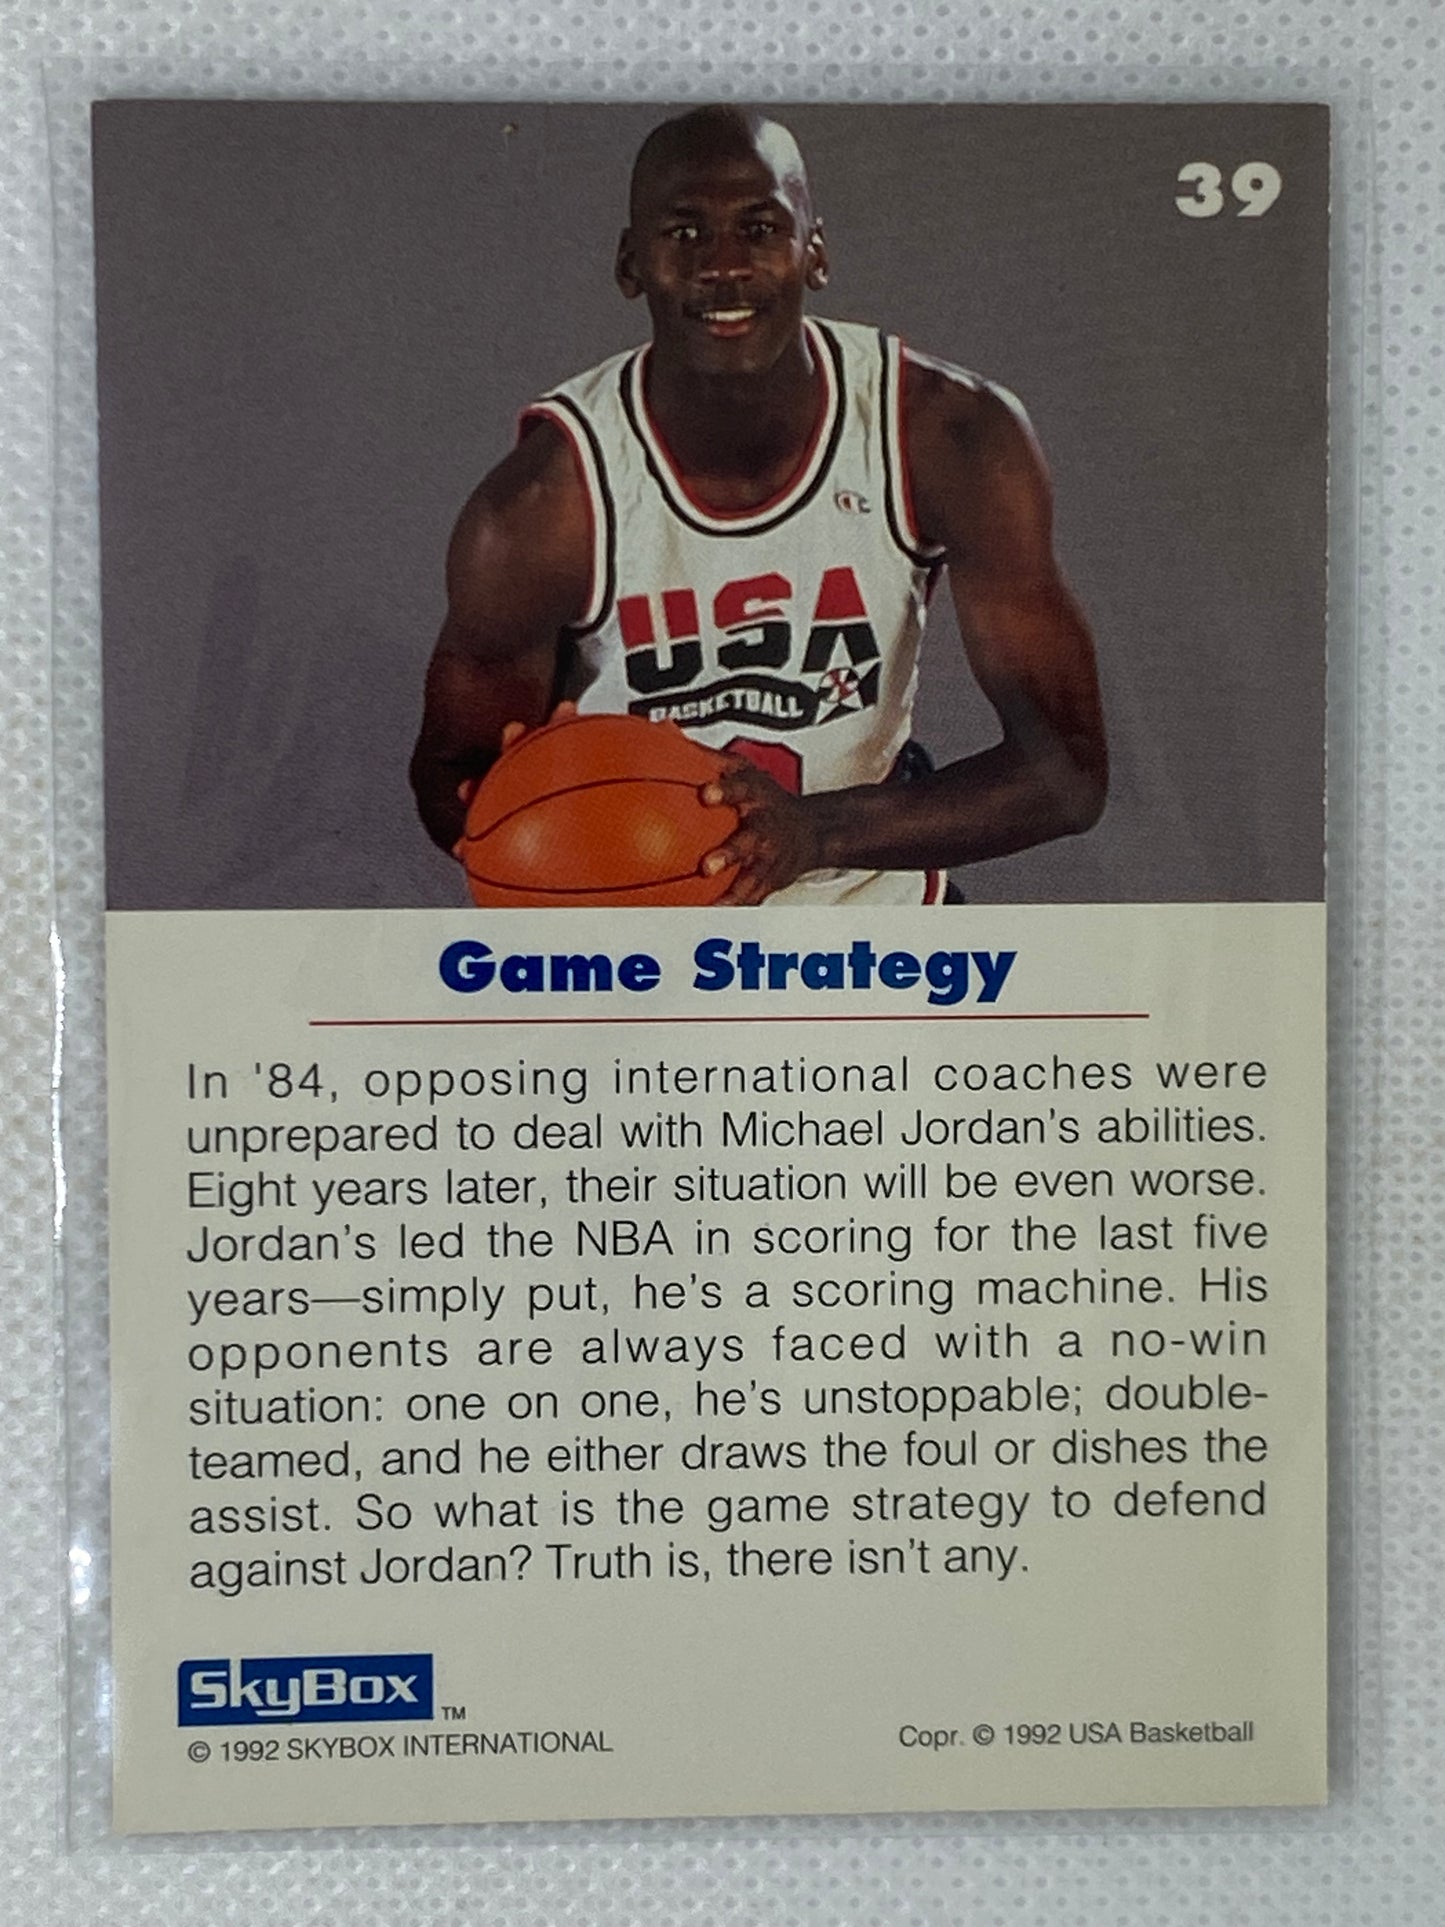 39
USA
BASKETBALL
Game Strategy
In '84, opposing international coaches were
unprepared to deal with Michael Jordan's abilities.
Eight years later, their situation will be even worse.
Jordan's led the NBA in scoring for the last five
years—simply put, he's a scoring machine. His
opponents are always faced with a no-win
situation: one on one, he's unstoppable; double-
teamed, and he either draws the foul or dishes the
assist. So what is the game strategy to defend
against Jordan? Truth is, there isn't any.
SkyBox TM
© 1992 SKYBOX INTERNATIONAL
Copr. © 1992 USA Basketball